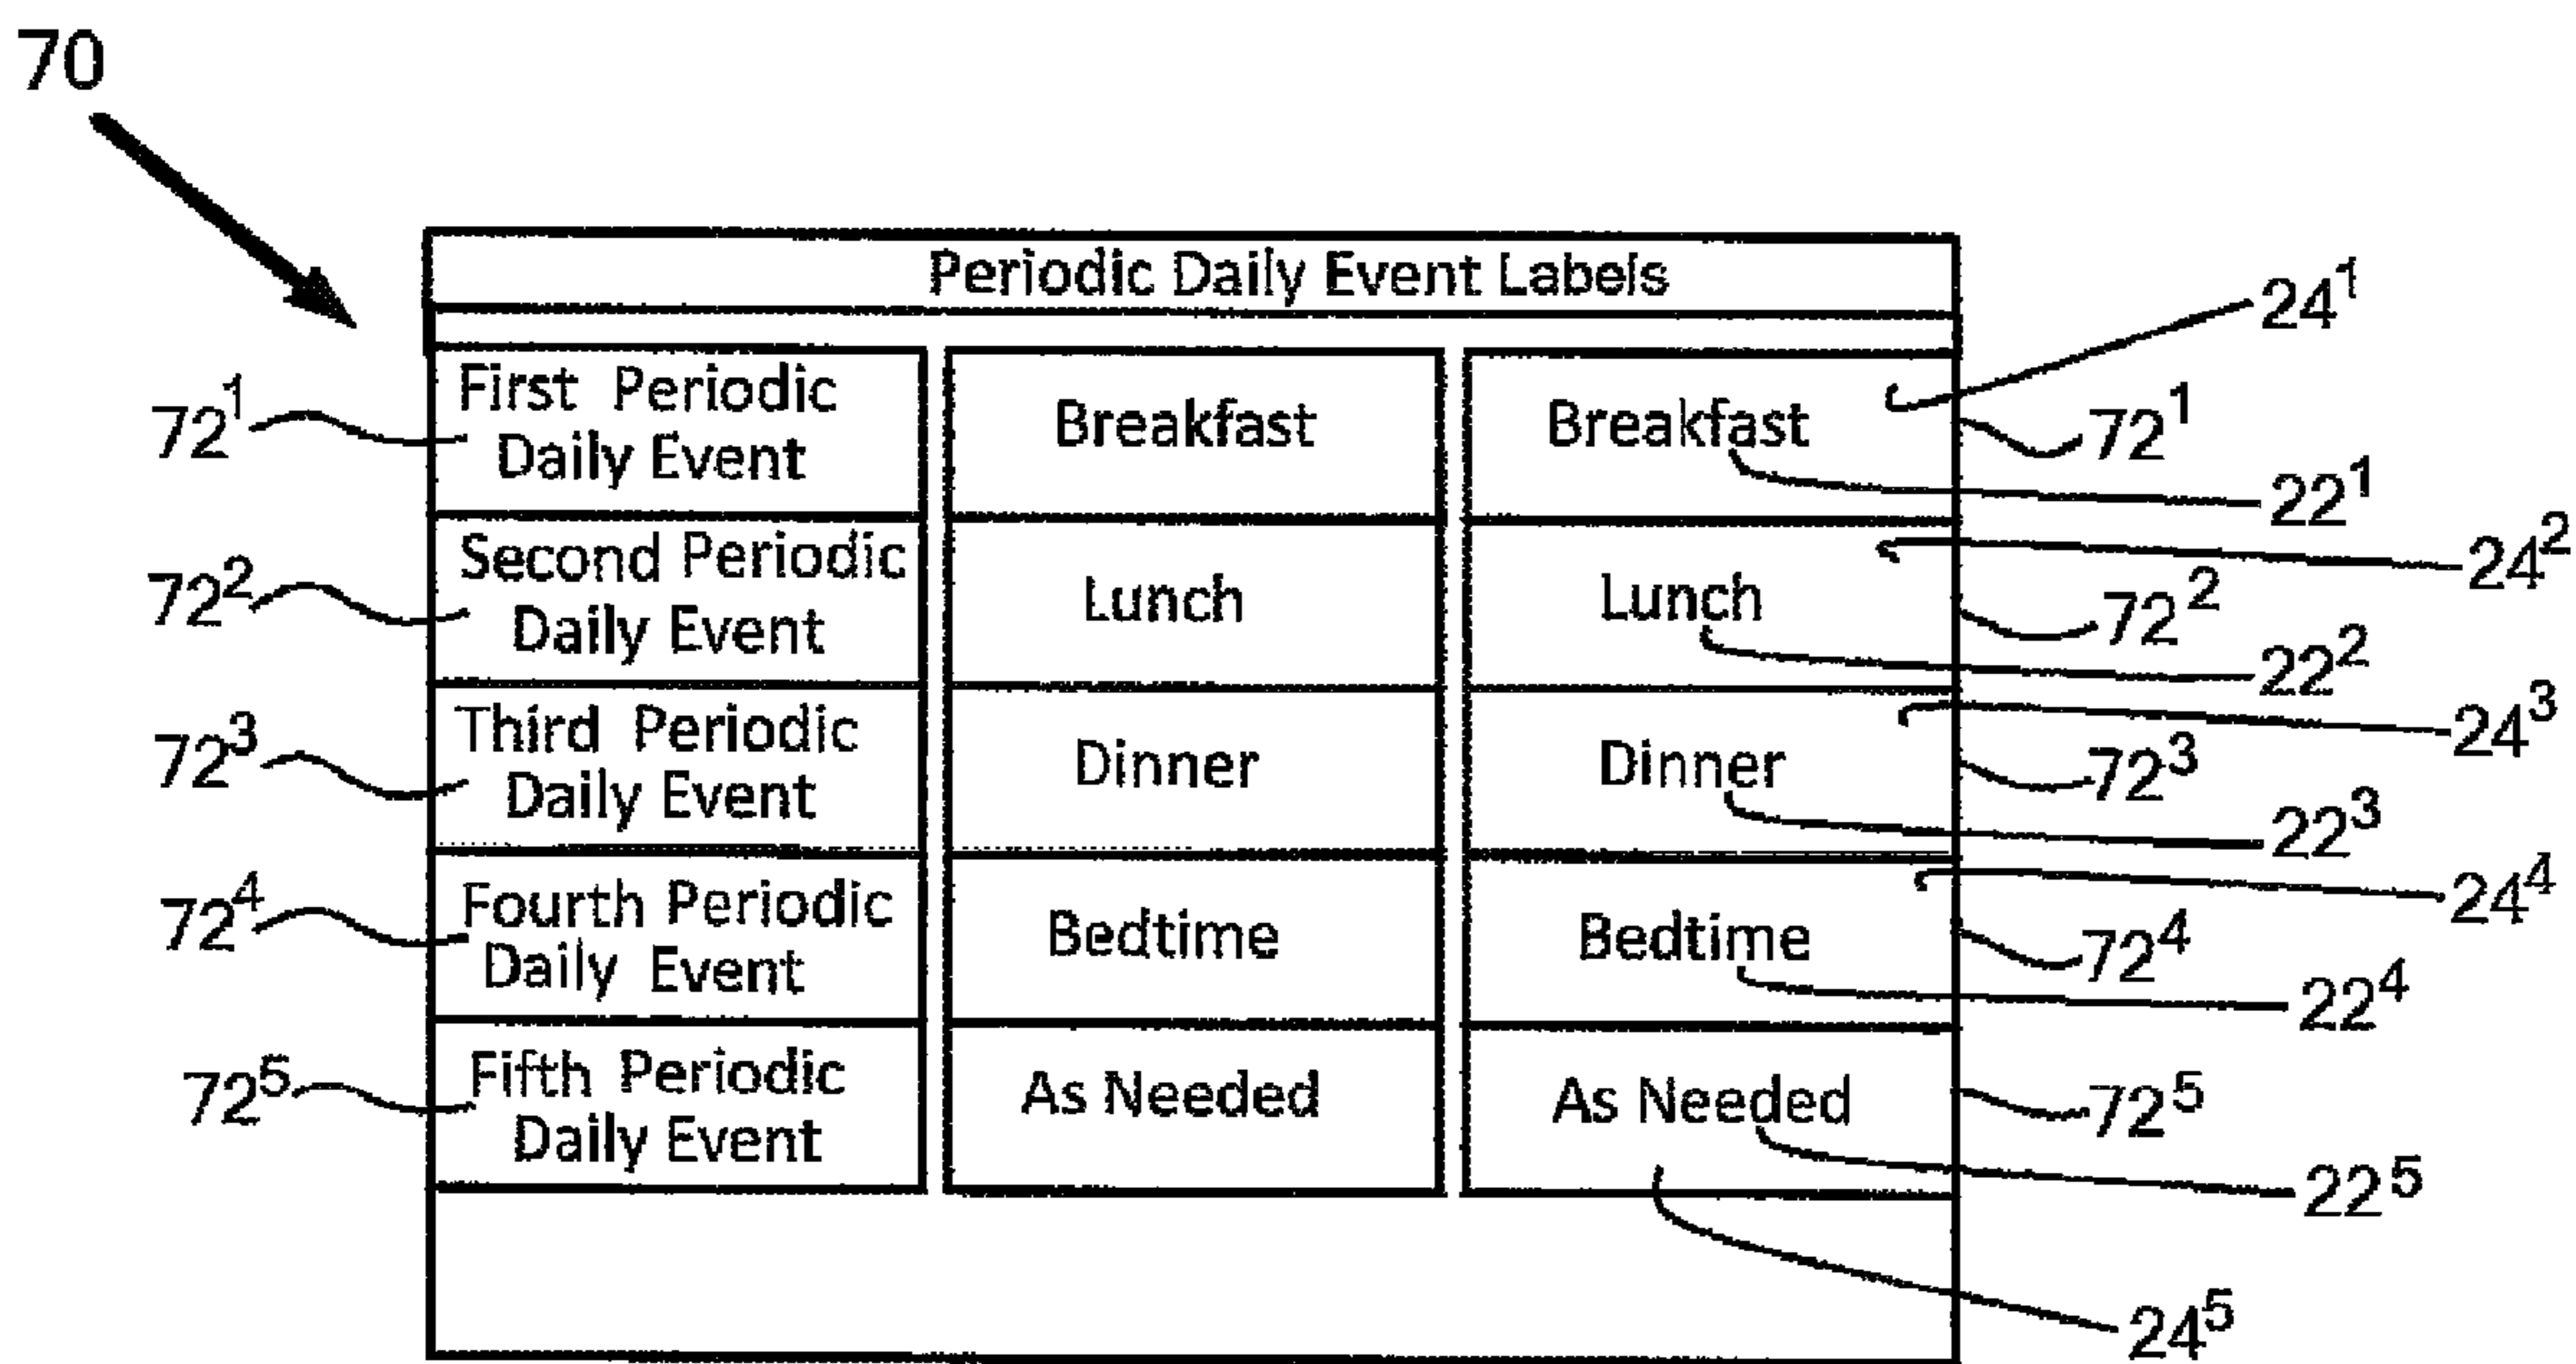 70
Periodic Daily Event Labels
24¹
First Periodic
Daily Event
Breakfast
Breakfast
72¹
72¹
22¹
Second Periodic
Daily Event
Lunch
Lunch
24²
72²
72²
22²
Third Periodic
Daily Event
Dinner
Dinner
24³
72³
72³
22³
Fourth Periodic
Daily Event
Bedtime
Bedtime
24⁴
72⁴
72⁴
22⁴
Fifth Periodic
Daily Event
As Needed
As Needed
72⁵
72⁵
22⁵
24⁵